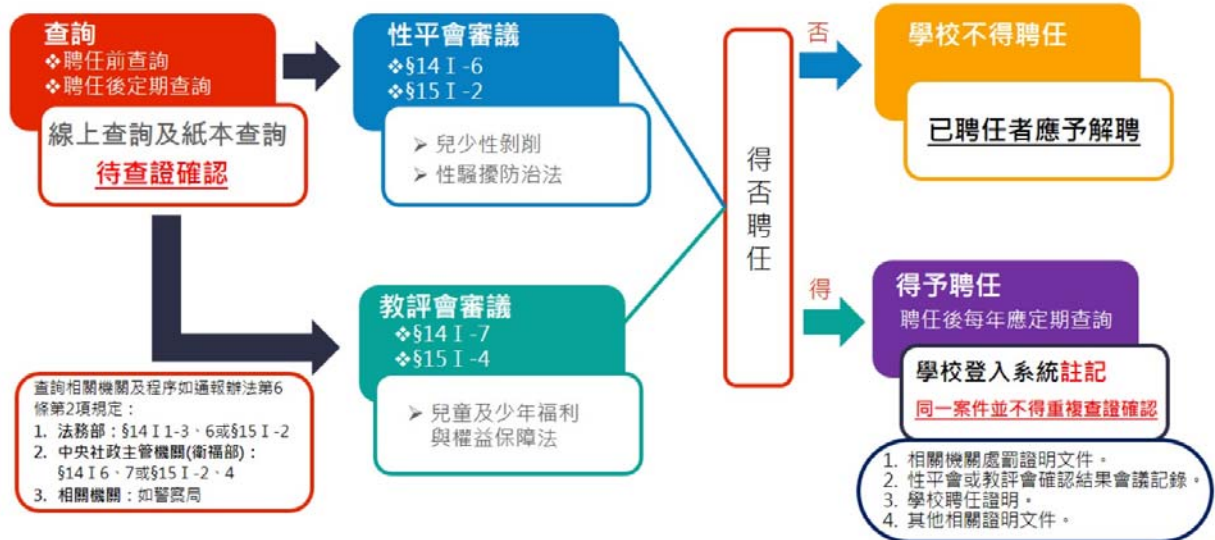 查詢
❖聘任前查詢
❖聘任後定期查詢
線上查詢及紙本查詢
待查證確認
性平會審議
❖§14Ⅰ-6
❖§15Ⅰ-2
➢ 兒少性剝削
➢ 性騷擾防治法
教評會審議
❖§14Ⅰ-7
❖§15Ⅰ-4
➢ 兒童及少年福利
與權益保障法
查詢相關機關及程序如通報辦法第6
條第2項規定：
1. 法務部：§14Ⅰ1-3、6或§15Ⅰ-2
2. 中央社政主管機關(衛福部)：
§14Ⅰ6、7或§15Ⅰ-2、4
3. 相關機關：如警察局
得否聘任
否
學校不得聘任
已聘任者應予解聘
得
得予聘任
聘任後每年應定期查詢
學校登入系統註記
同一案件並不得重複查證確認
1. 相關機關處罰證明文件。
2. 性平會或教評會確認結果會議記錄。
3. 學校聘任證明。
4. 其他相關證明文件。